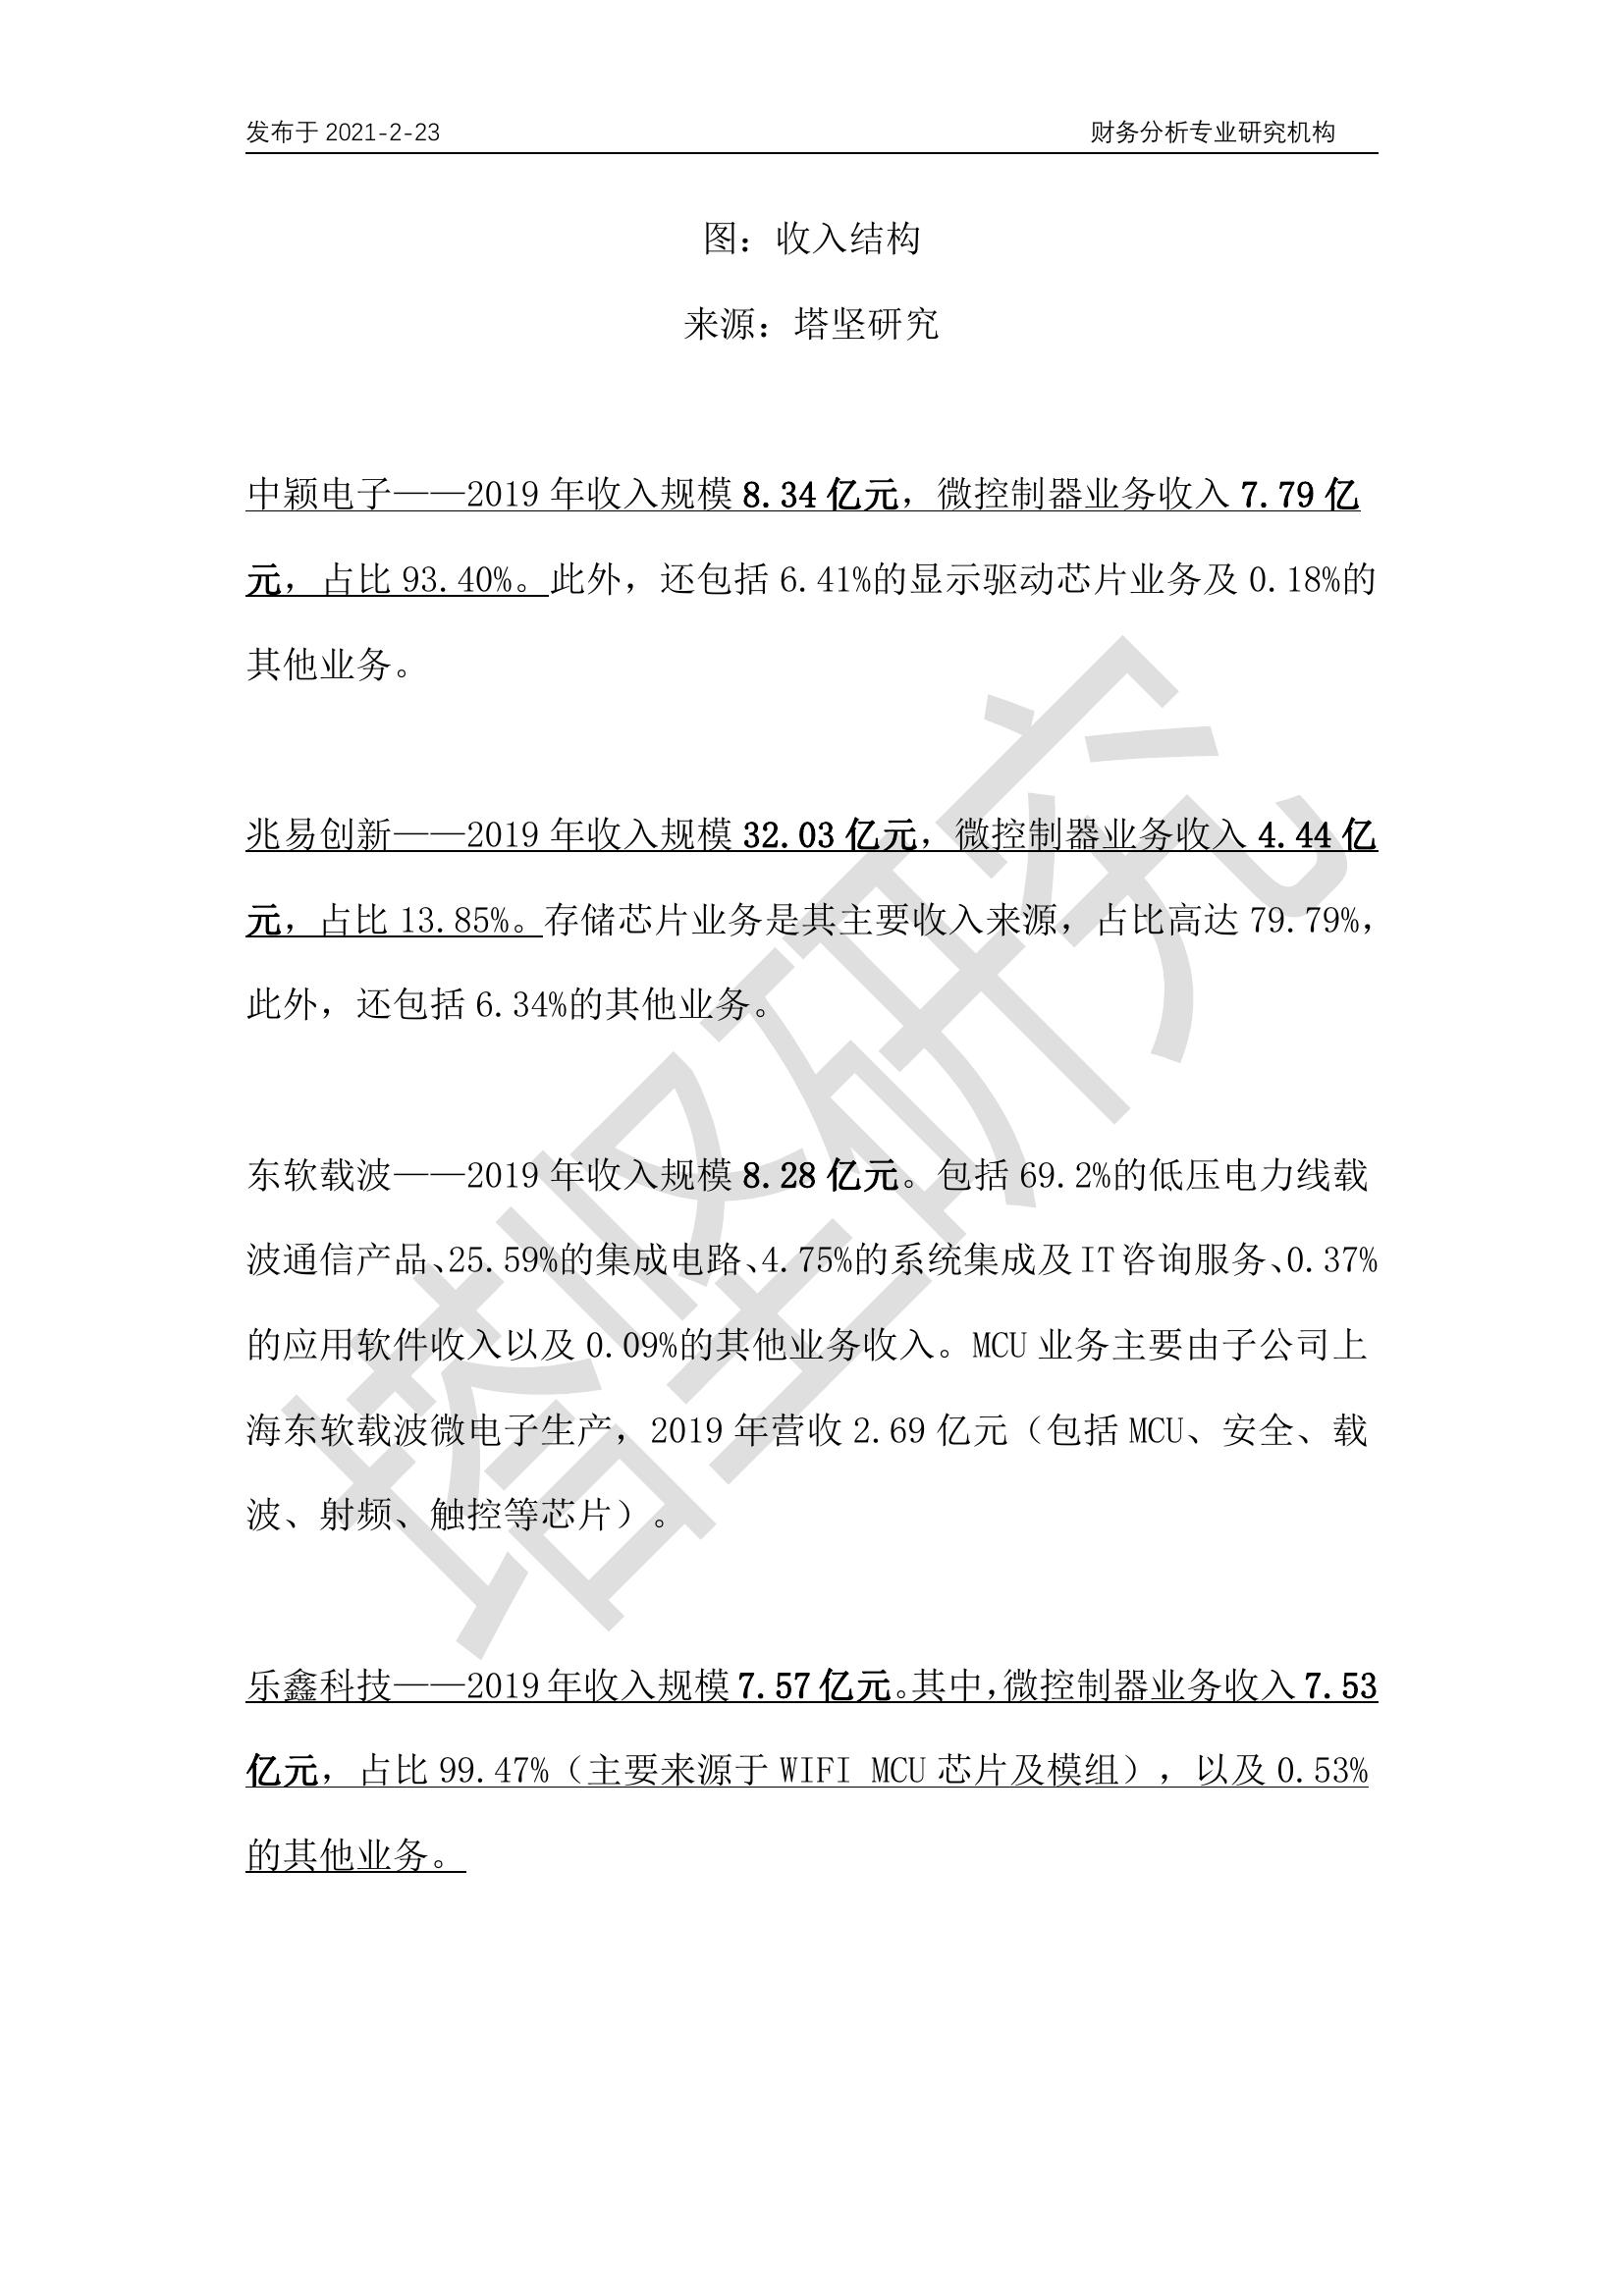 发布于 2021-2-23 财务分析专业研究机构
图：收入结构
来源：塔坚研究
中颖电子——2019 年收入规模 8.34 亿元，微控制器业务收入 7.79 亿
元，占比 93.40%。此外，还包括 6.41%的显示驱动芯片业务及 0.18%的
其他业务。
兆易创新——2019 年收入规模 32.03 亿元，微控制器业务收入 4.44 亿
元，占比 13.85%。存储芯片业务是其主要收入来源，占比高达 79.79%，
此外，还包括 6.34%的其他业务。
东软载波——2019 年收入规模 8.28 亿元。包括 69.2%的低压电力线载
波通信产品、25.59%的集成电路、4.75%的系统集成及 IT 咨询服务、0.37%
的应用软件收入以及 0.09%的其他业务收入。MCU 业务主要由子公司上
海东软载波微电子生产，2019 年营收 2.69 亿元（包括 MCU、安全、载
波、射频、触控等芯片）。
乐鑫科技——2019 年收入规模 7.57 亿元。其中，微控制器业务收入 7.53
亿元，占比 99.47%（主要来源于 WIFI MCU 芯片及模组），以及 0.53%
的其他业务。
塔坚研究